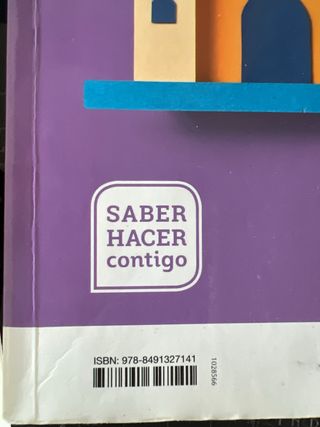 SABER
HACER
contigo
ISBN: 978-8491327141
1028566